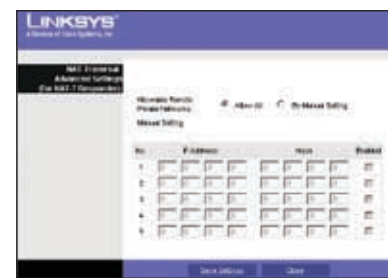 LINKSYS
A Division of Cisco Systems, Inc.
NAT Traversal
Advanced Settings
(For NAT-T Responder)
Allowable Remote
Private Networks:
Allow All
By Manual Setting
Manual Setting
No.
IP Address
Mask
Enabled
1
2
3
4
5
Save Settings
Close